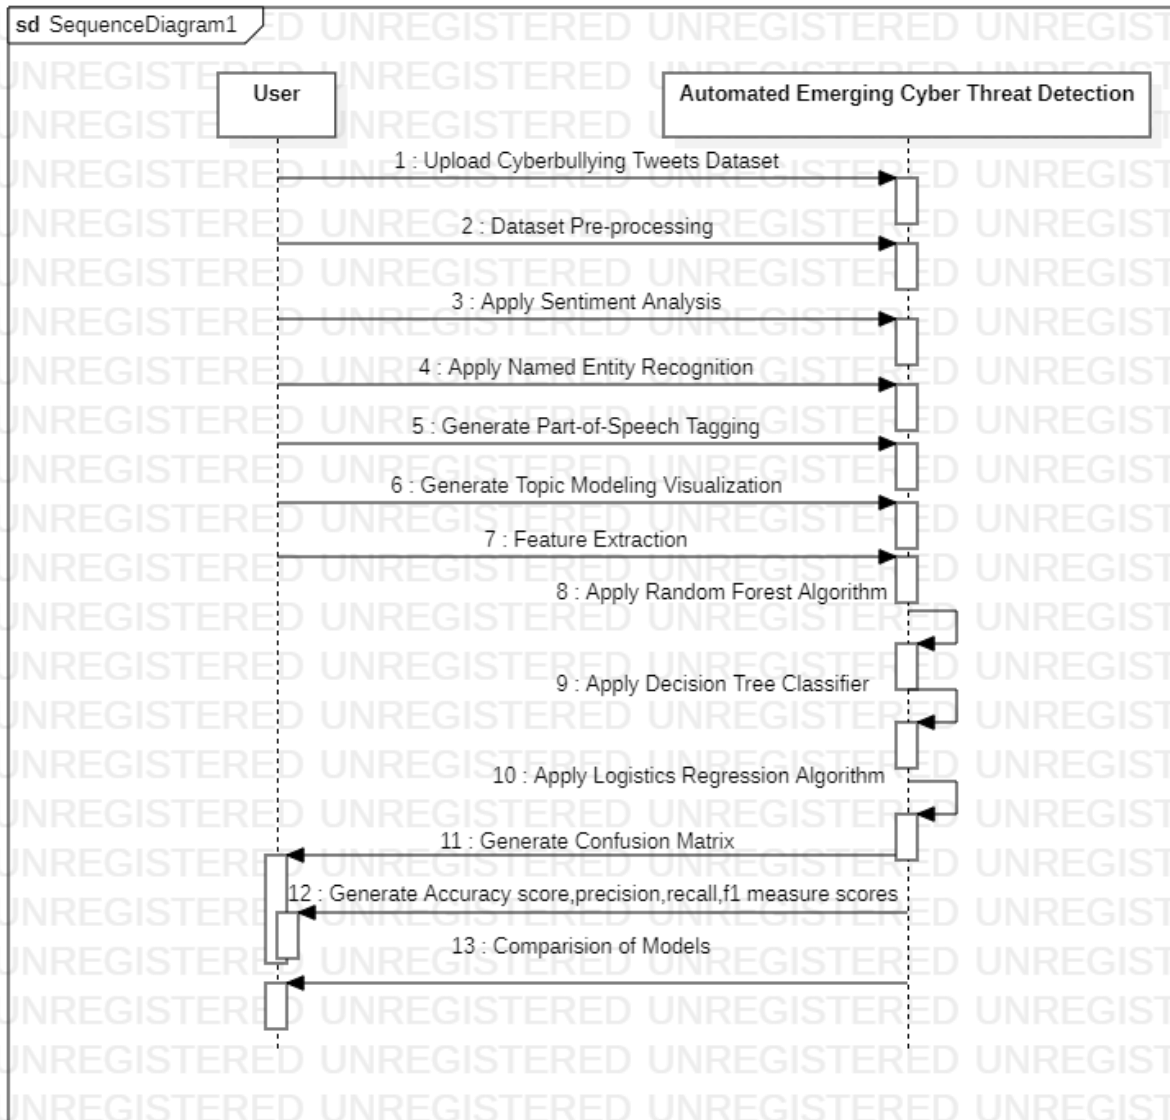 sd SequenceDiagram1
User
Automated Emerging Cyber Threat Detection
1 : Upload Cyberbullying Tweets Dataset
2 : Dataset Pre-processing
3 : Apply Sentiment Analysis
4 : Apply Named Entity Recognition
5 : Generate Part-of-Speech Tagging
6 : Generate Topic Modeling Visualization
7 : Feature Extraction
8 : Apply Random Forest Algorithm
9 : Apply Decision Tree Classifier
10 : Apply Logistics Regression Algorithm
11 : Generate Confusion Matrix
12 : Generate Accuracy score,precision,recall,f1 measure scores
13 : Comparision of Models
UNREGISTERED